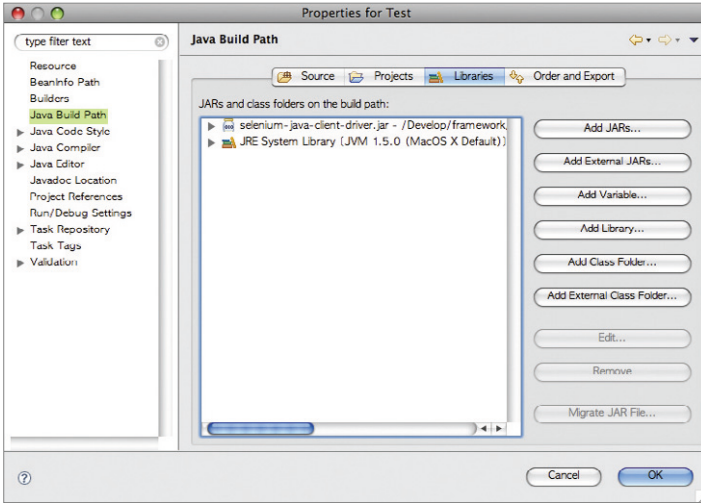 Properties for Test
type filter text
Resource
BeanInfo Path
Builders
Java Build Path
Java Code Style
Java Compiler
Java Editor
Javadoc Location
Project References
Run/Debug Settings
Task Repository
Task Tags
Validation
Java Build Path
Source Projects Libraries Order and Export
JARs and class folders on the build path:
selenium-java-client-driver.jar - /Develop/framework
JRE System Library (JVM 1.5.0 (MacOS X Default))
Add JARs...
Add External JARs...
Add Variable...
Add Library...
Add Class Folder...
Add External Class Folder...
Edit...
Remove
Migrate JAR File...
?
Cancel OK